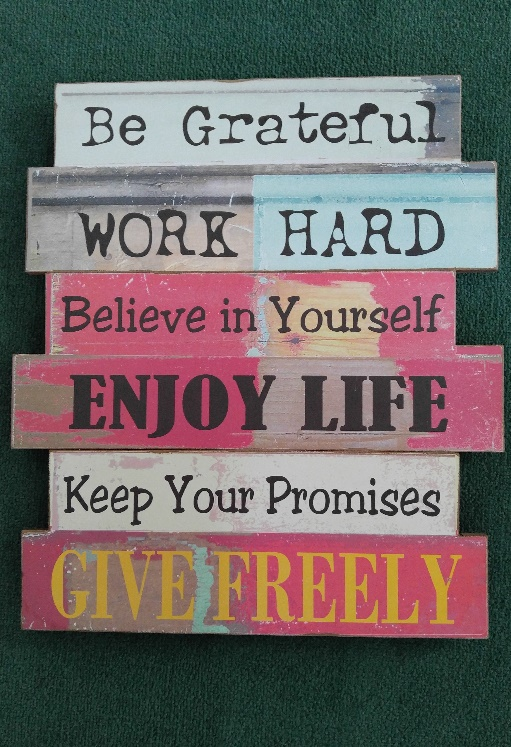 Be Grateful
WORK HARD
Believe in Yourself
ENJOY LIFE
Keep Your Promises
GIVE FREELY